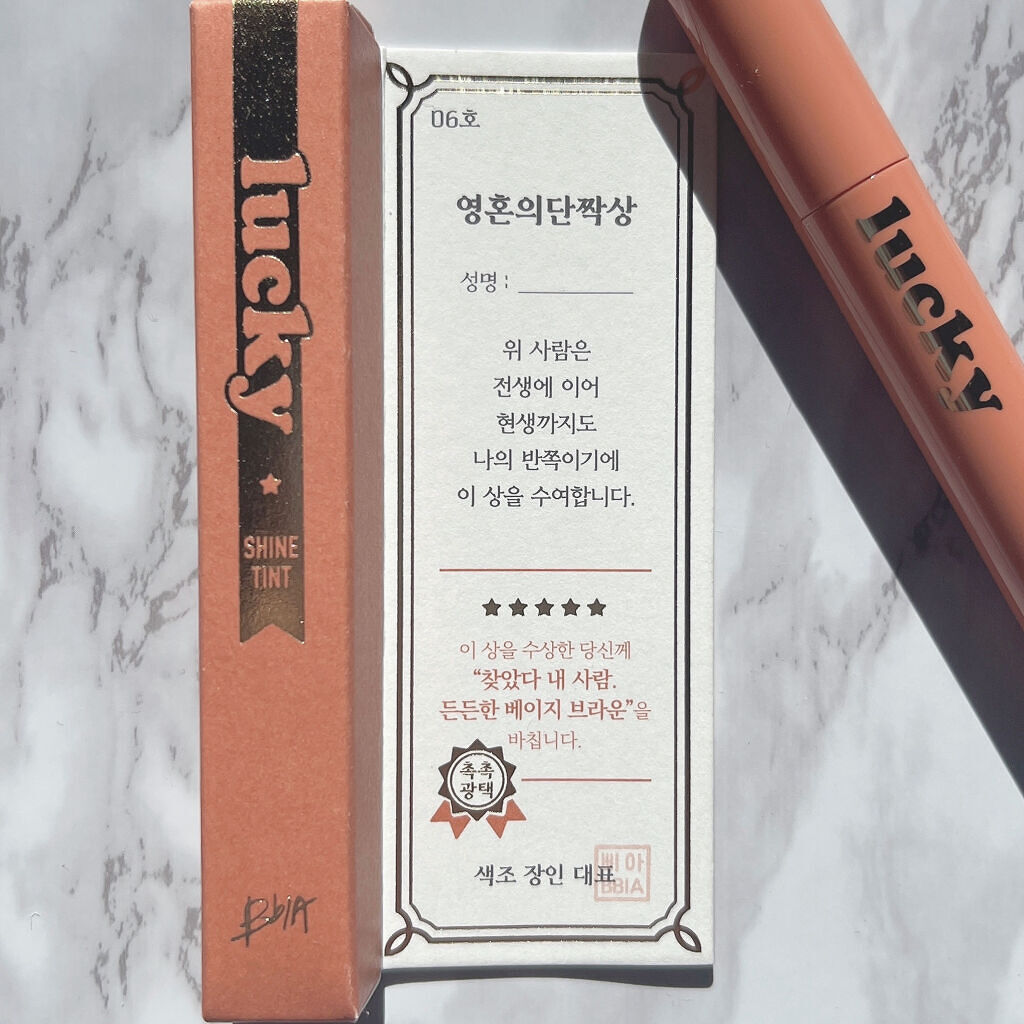 lucky
SHINE
TINT
BbIA
06호
영혼의단짝상
성명 :
위 사람은
전생에 이어
현생까지도
나의 반쪽이기에
이 상을 수여합니다.
이 상을 수상한 당신께
“찾았다 내 사람.
든든한 베이지 브라운”을
바칩니다.
촉촉
광택
색조 장인 대표
삐아
BBIA
lucky